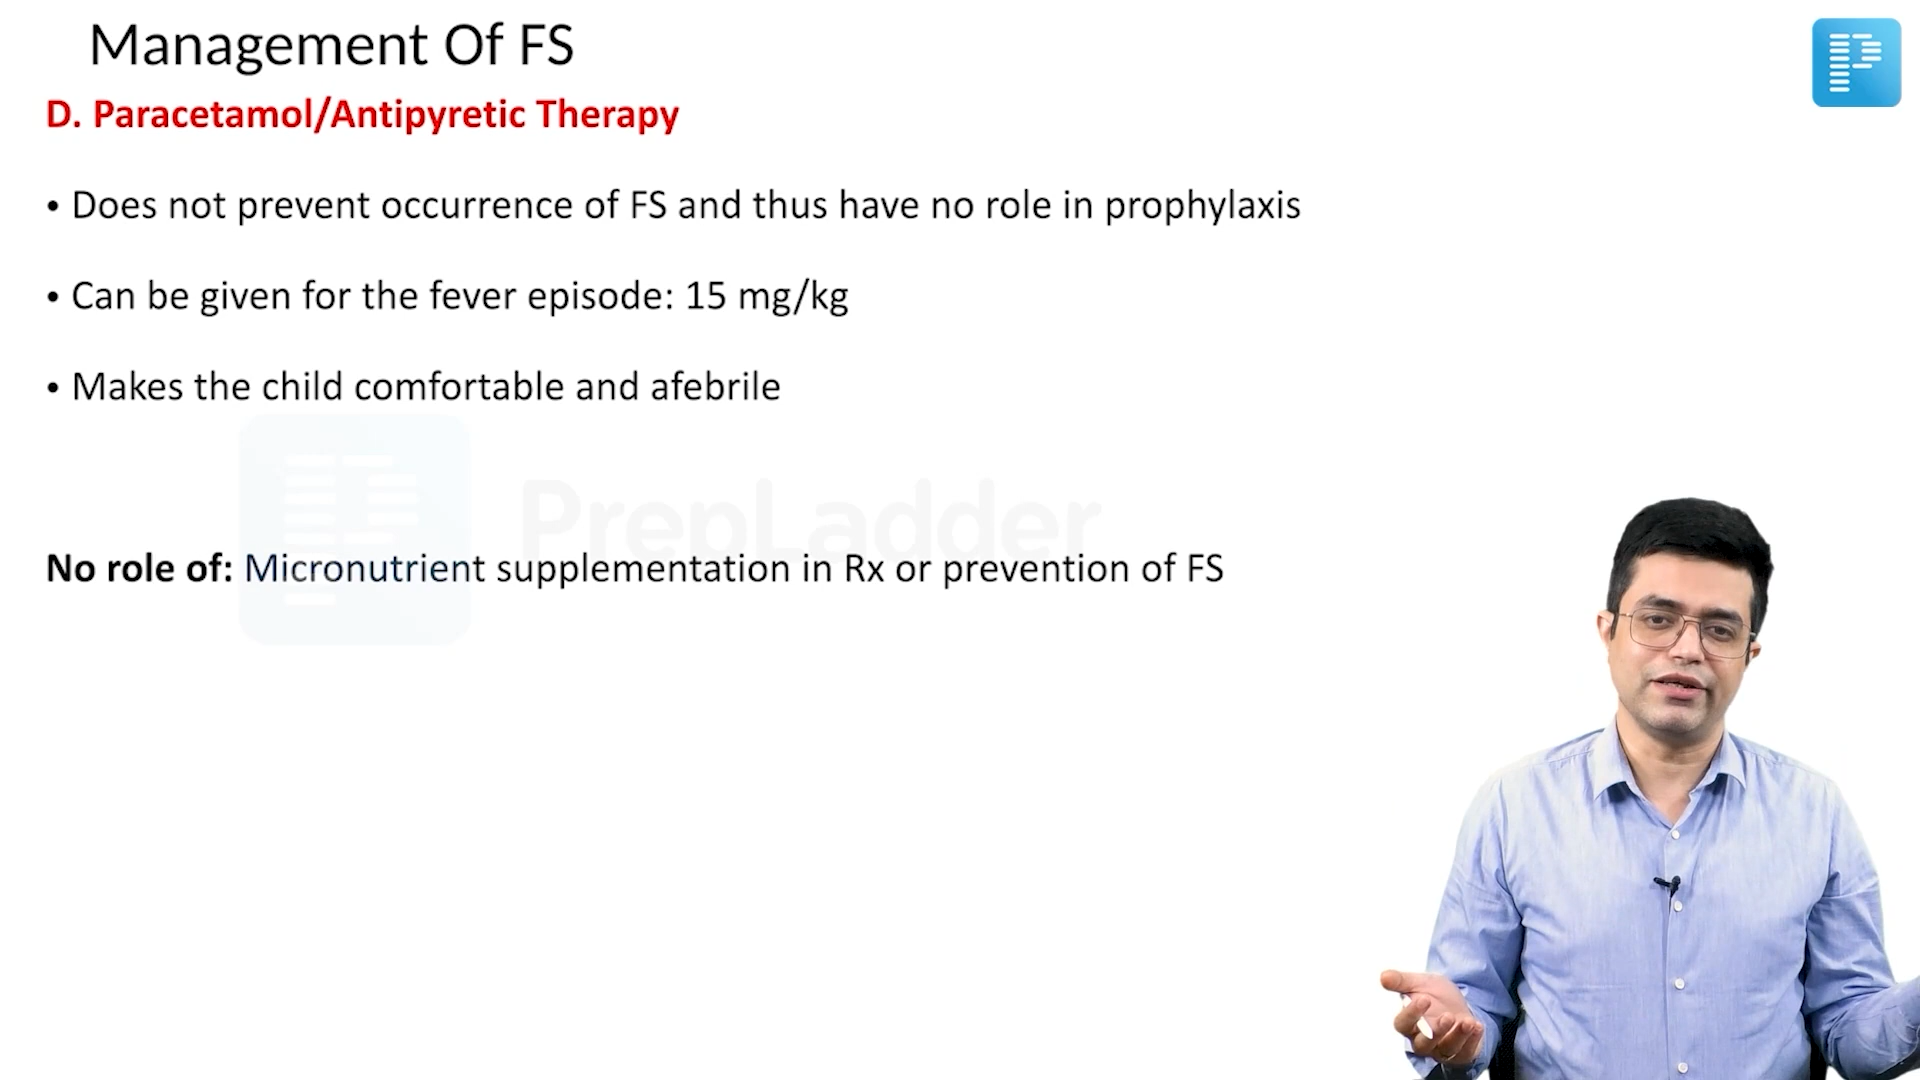 Management Of FS
D. Paracetamol/Antipyretic Therapy
• Does not prevent occurrence of FS and thus have no role in prophylaxis
• Can be given for the fever episode: 15 mg/kg
• Makes the child comfortable and afebrile
PrepLadder
No role of: Micronutrient supplementation in Rx or prevention of FS